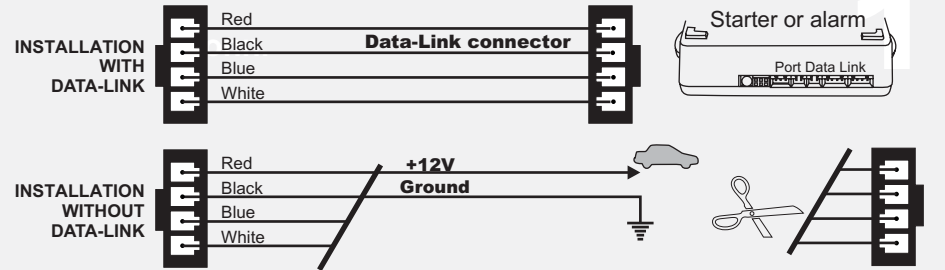 Red
Black
Blue
White
INSTALLATION
WITH
DATA-LINK
Data-Link connector
Starter or alarm
Port Data Link
Red
Black
Blue
White
INSTALLATION
WITHOUT
DATA-LINK
+12V
Ground